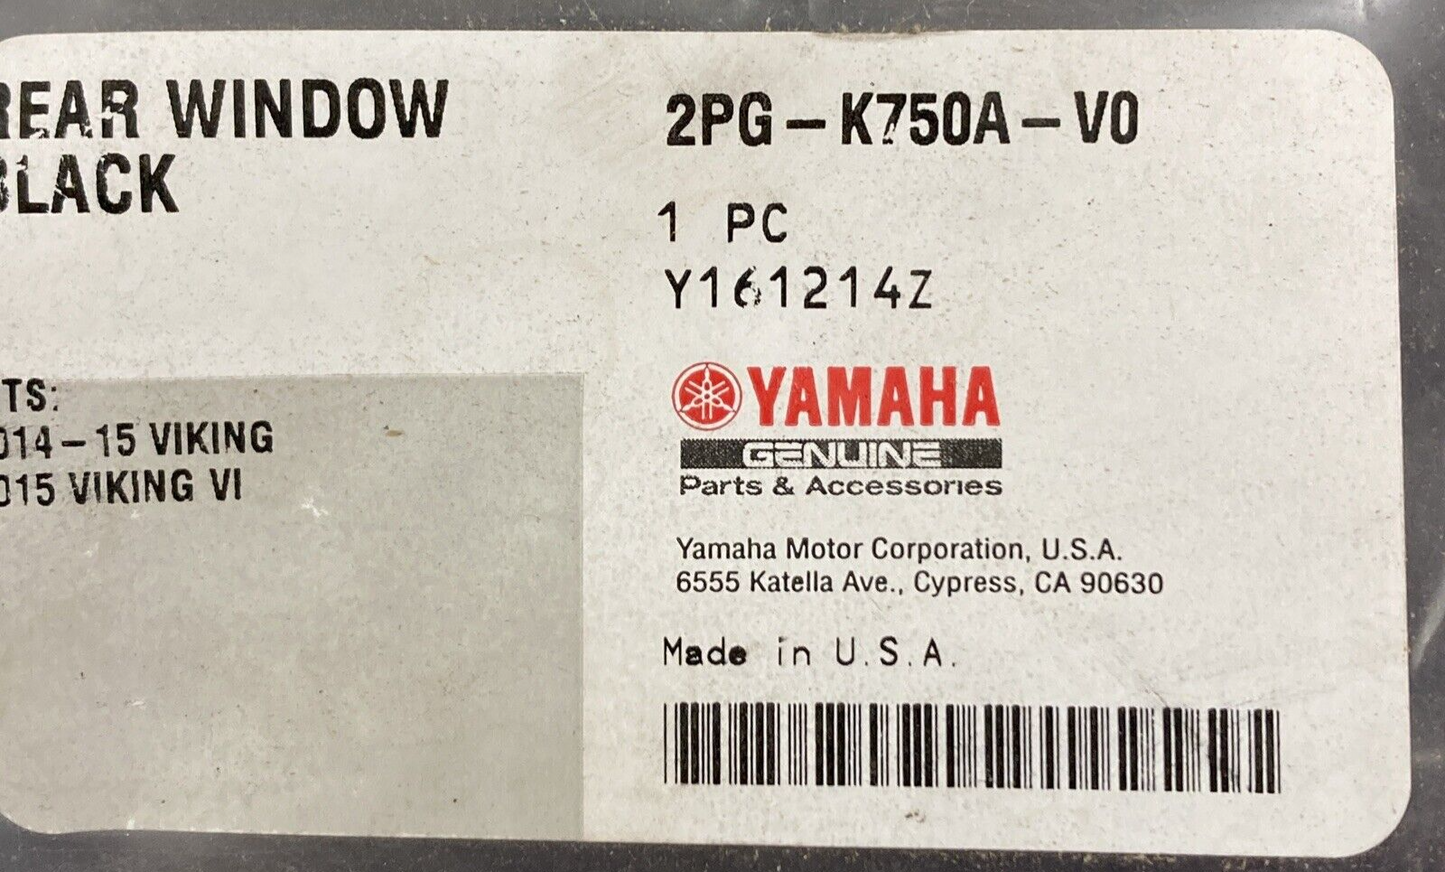 REAR WINDOW
BLACK
2PG-K750A-V0
1 PC
Y161214Z
TS:
014-15 VIKING
015 VIKING VI
YAMAHA
GENUINE
Parts & Accessories
Yamaha Motor Corporation, U.S.A.
6555 Katella Ave., Cypress, CA 90630
Made in U.S.A.